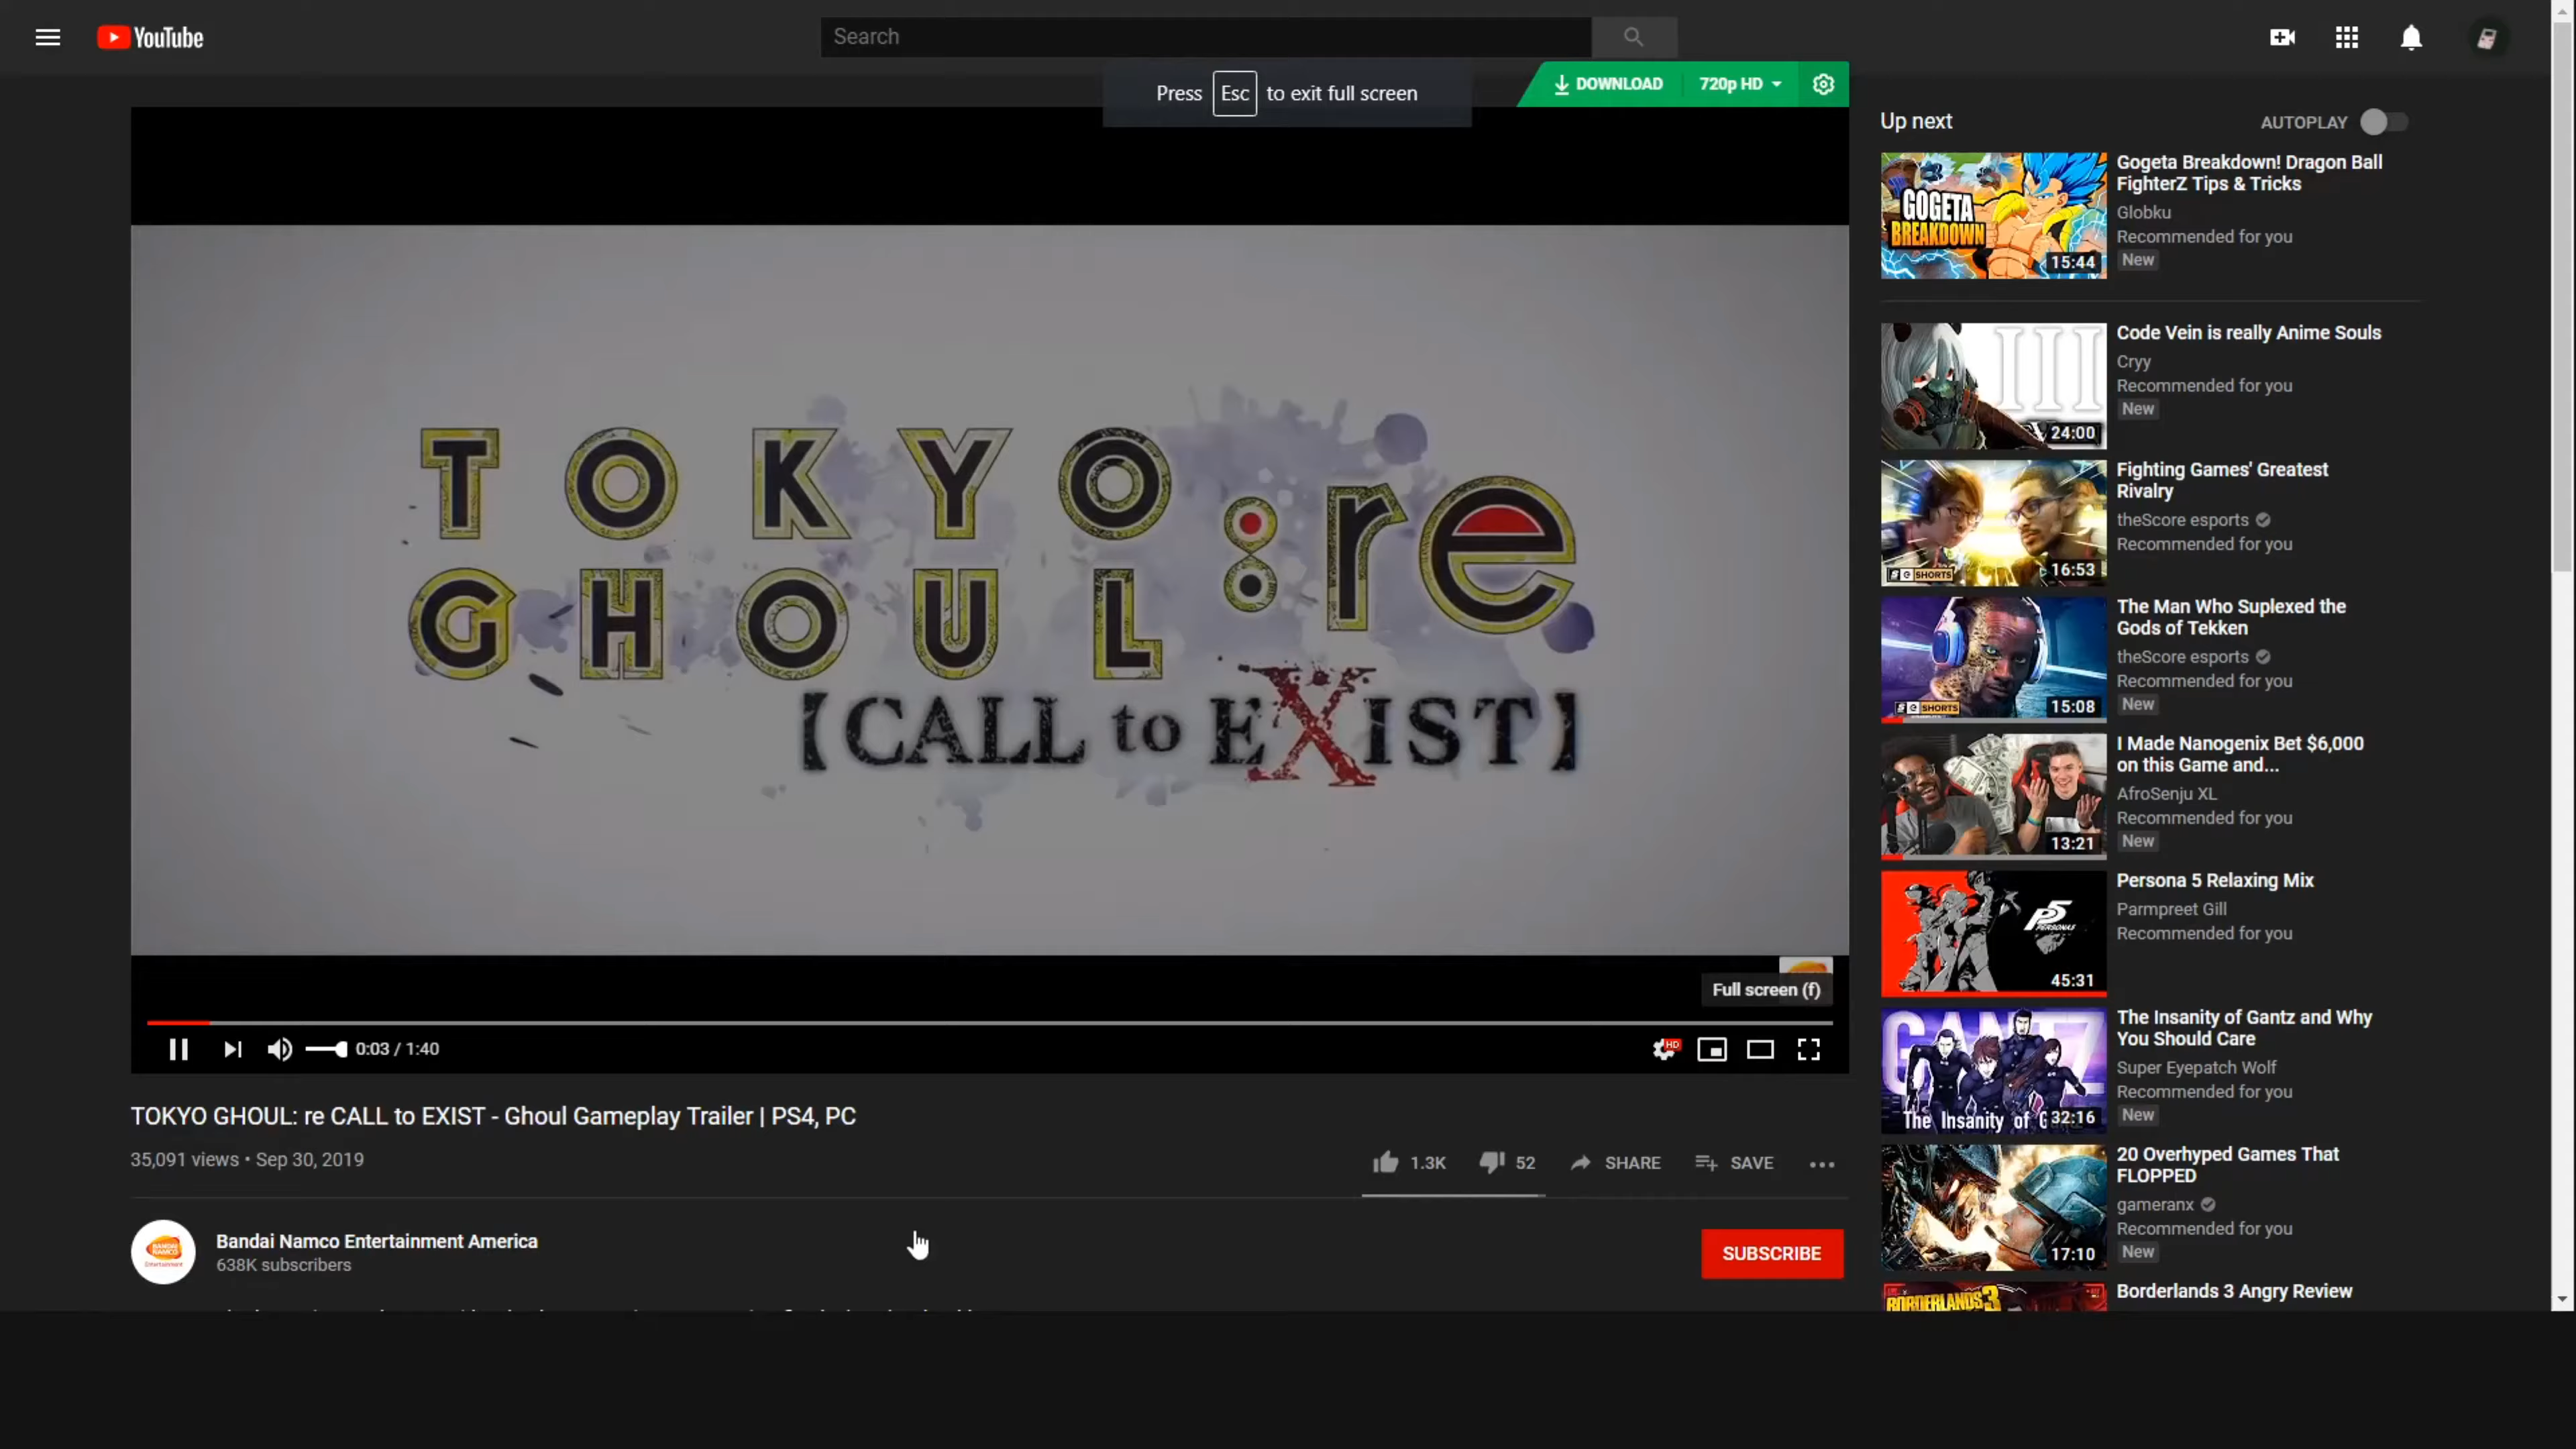 YouTube
Search
Press Esc to exit full screen
DOWNLOAD 720p HD
TOKYO
GHOUL
:re
【CALL to EXIST】
Full screen (f)
0:03 / 1:40
HD
TOKYO GHOUL: re CALL to EXIST - Ghoul Gameplay Trailer | PS4, PC
35,091 views • Sep 30, 2019
1.3K 52 SHARE SAVE
BANDAI
NAMCO
Entertainment
Bandai Namco Entertainment America
638K subscribers
SUBSCRIBE
Up next
AUTOPLAY
GOGETA
BREAKDOWN
15:44
Gogeta Breakdown! Dragon Ball
FighterZ Tips & Tricks
Globku
Recommended for you
New
III
24:00
Code Vein is really Anime Souls
Cryy
Recommended for you
New
SHORTS
16:53
Fighting Games' Greatest
Rivalry
theScore esports
Recommended for you
SHORTS
15:08
The Man Who Suplexed the
Gods of Tekken
theScore esports
Recommended for you
New
13:21
I Made Nanogenix Bet $6,000
on this Game and...
AfroSenju XL
Recommended for you
New
P5
45:31
Persona 5 Relaxing Mix
Parmpreet Gill
Recommended for you
GANTZ
The Insanity of G
32:16
The Insanity of Gantz and Why
You Should Care
Super Eyepatch Wolf
Recommended for you
New
17:10
20 Overhyped Games That
FLOPPED
gameranx
Recommended for you
New
BORDERLANDS 3
Borderlands 3 Angry Review